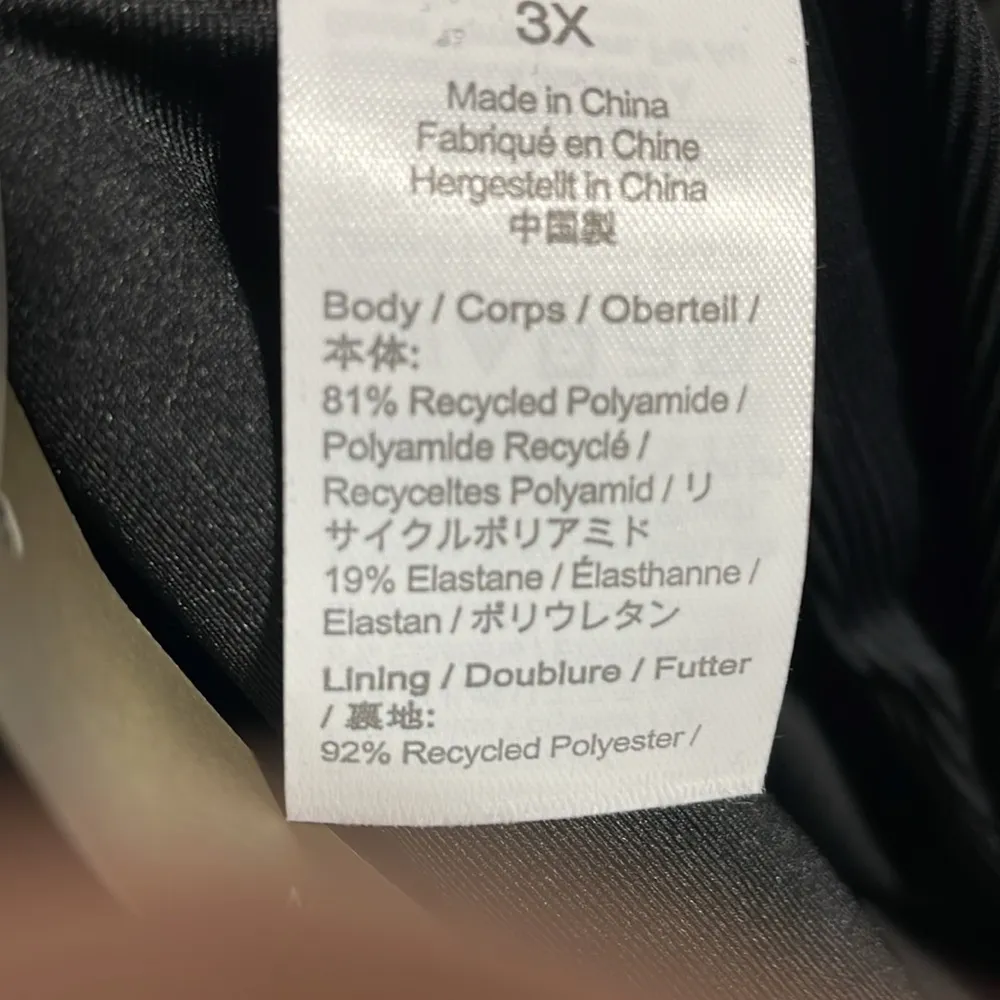 3X
Made in China
Fabriqué en Chine
Hergestellt in China
中国製
Body / Corps / Oberteil /
本体:
81% Recycled Polyamide /
Polyamide Recyclé /
Recyceltes Polyamid / リ
サイクルポリアミド
19% Elastane / Élasthanne /
Elastan / ポリウレタン
Lining / Doublure / Futter
/ 裏地:
92% Recycled Polyester /